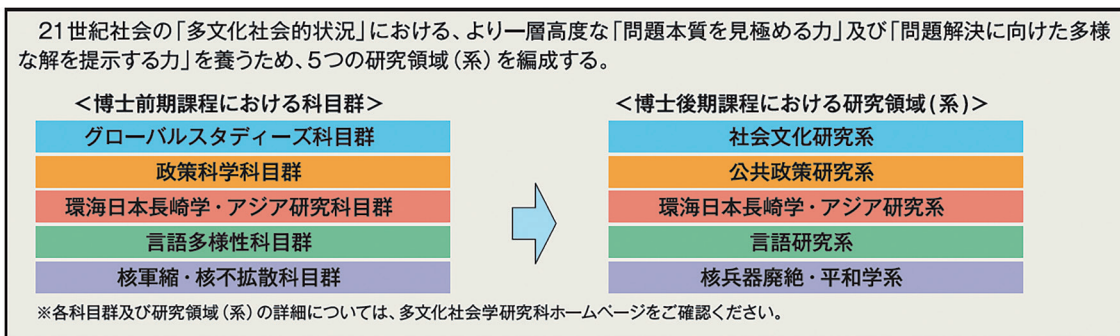 21世紀社会の「多文化社会的状況」における、より一層高度な「問題本質を見極める力」及び「問題解決に向けた多様
な解を提示する力」を養うため、5つの研究領域(系)を編成する。
<博士前期課程における科目群>
グローバルスタディーズ科目群
政策科学科目群
環海日本長崎学・アジア研究科目群
言語多様性科目群
核軍縮・核不拡散科目群
<博士後期課程における研究領域(系)>
社会文化研究系
公共政策研究系
環海日本長崎学・アジア研究系
言語研究系
核兵器廃絶・平和学系
※各科目群及び研究領域(系)の詳細については、多文化社会学研究科ホームページをご確認ください。